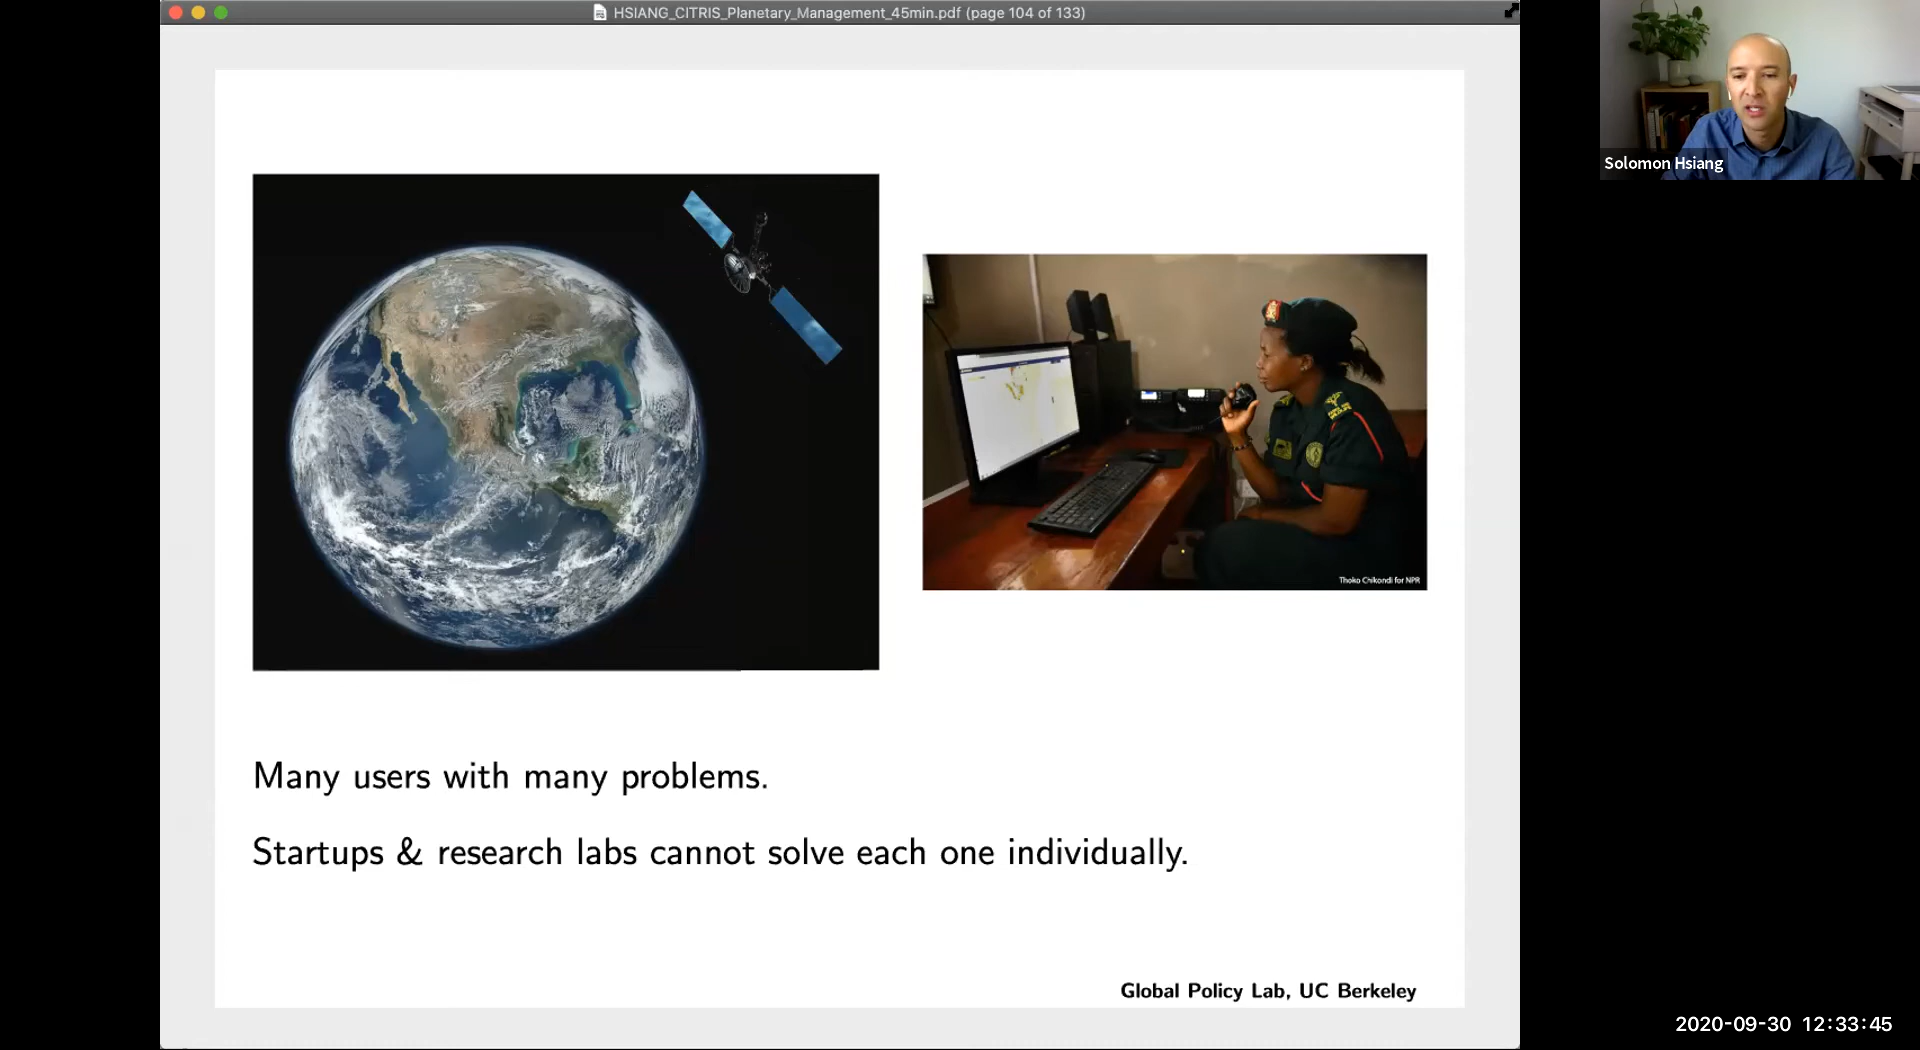 HSIANG_CITRIS_Planetary_Management_45min.pdf (page 104 of 133)
Solomon Hsiang
Thoko Chikondi for NPR
Many users with many problems.
Startups & research labs cannot solve each one individually.
Global Policy Lab, UC Berkeley
2020-09-30 12:33:45